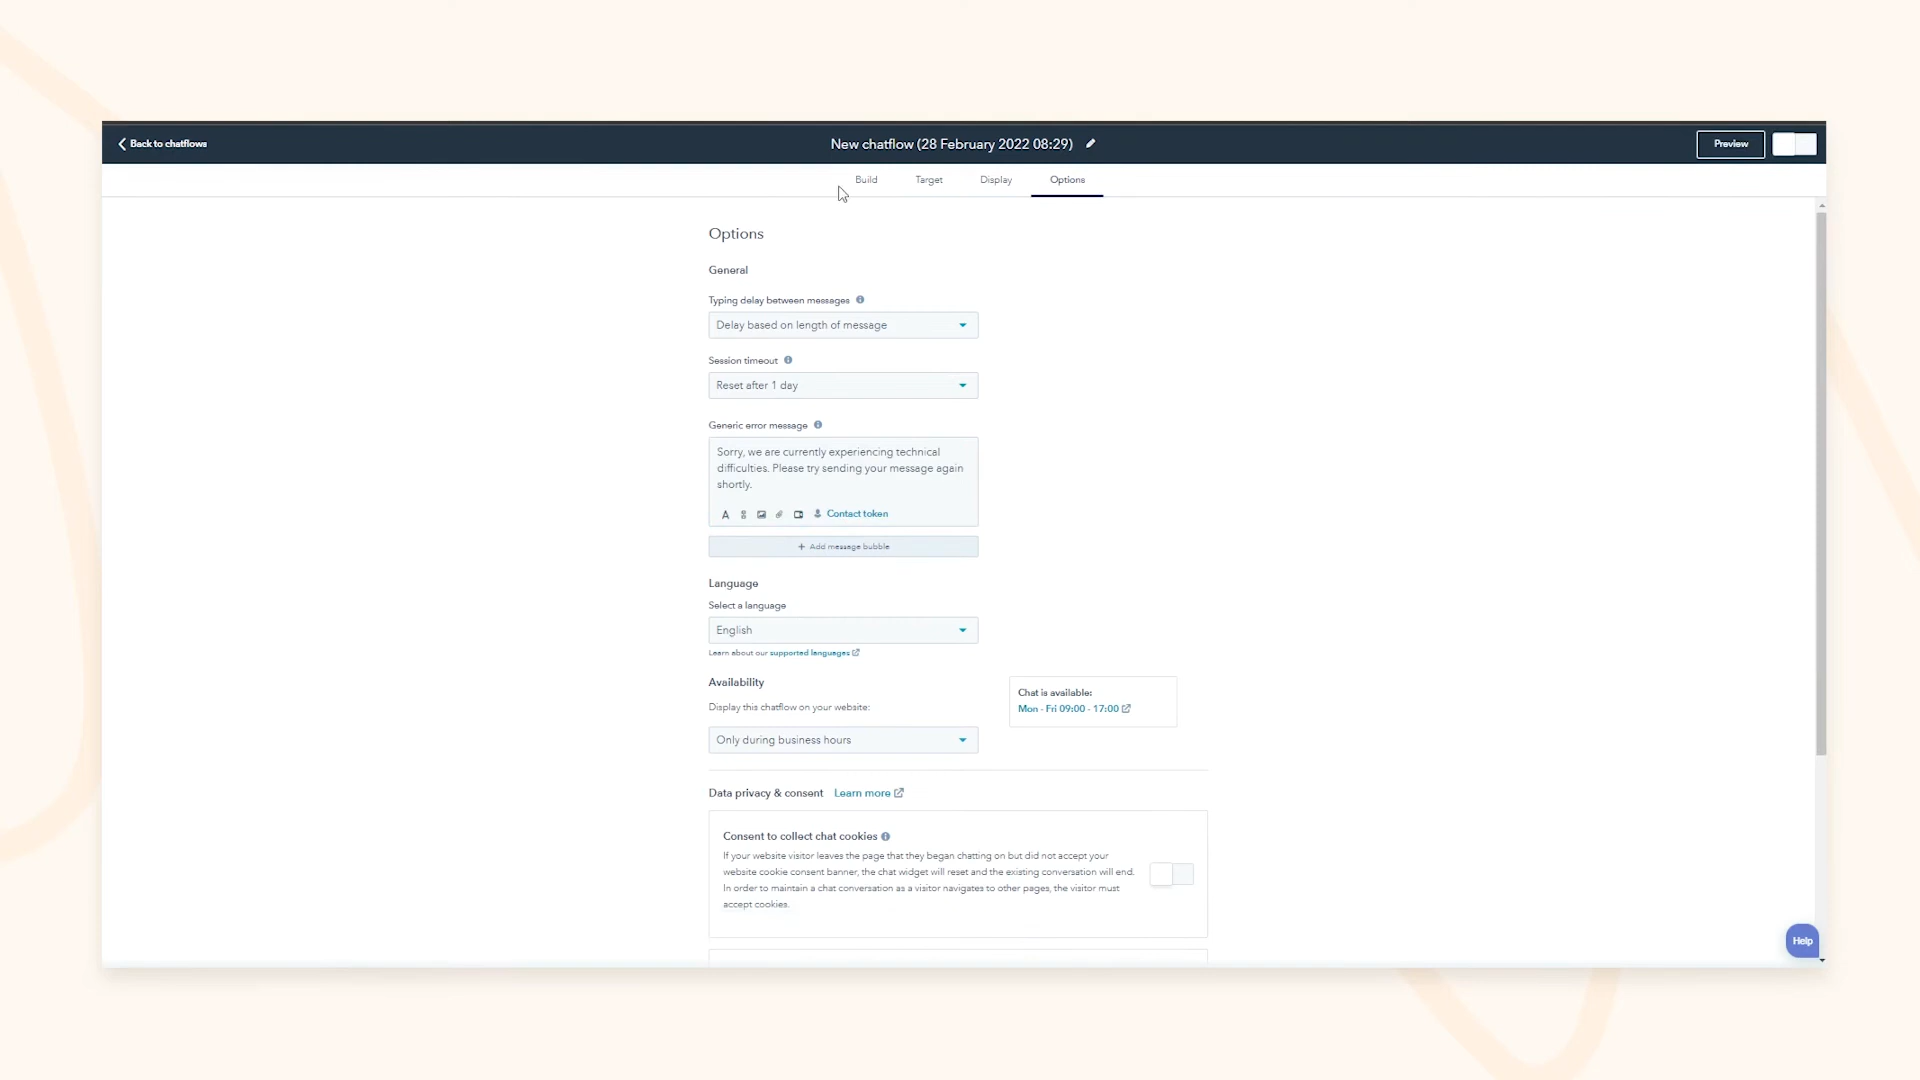 Back to chatflows
New chatflow (28 February 2022 08:29)
Preview
Build
Target
Display
Options
Options
General
Typing delay between messages
Delay based on length of message
Session timeout
Reset after 1 day
Generic error message
Sorry, we are currently experiencing technical
difficulties. Please try sending your message again
shortly.
A
Contact token
+ Add message bubble
Language
Select a language
English
Learn about our supported languages
Availability
Display this chatflow on your website:
Only during business hours
Chat is available:
Mon - Fri 09:00 - 17:00
Data privacy & consent Learn more
Consent to collect chat cookies
If your website visitor leaves the page that they began chatting on but did not accept your
website cookie consent banner, the chat widget will reset and the existing conversation will end.
In order to maintain a chat conversation as a visitor navigates to other pages, the visitor must
accept cookies.
Help